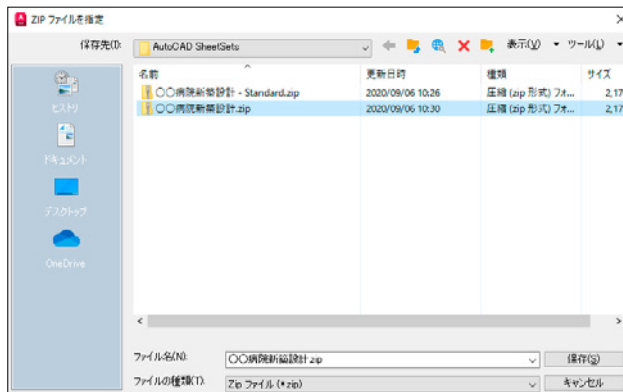 ZIP ファイルを指定
保存先(I): AutoCAD SheetSets 表示(V) ツール(L)
名前 更新日時 種類 サイズ
〇〇病院新築設計 - Standard.zip 2020/09/06 10:26 圧縮 (zip 形式) フォ... 2,17
〇〇病院新築設計.zip 2020/09/06 10:30 圧縮 (zip 形式) フォ... 2,17
ヒストリ
ドキュメント
デスクトップ
OneDrive
ファイル名(N): 〇〇病院新築設計.zip 保存(S)
ファイルの種類(T): Zip ファイル (*.zip) キャンセル